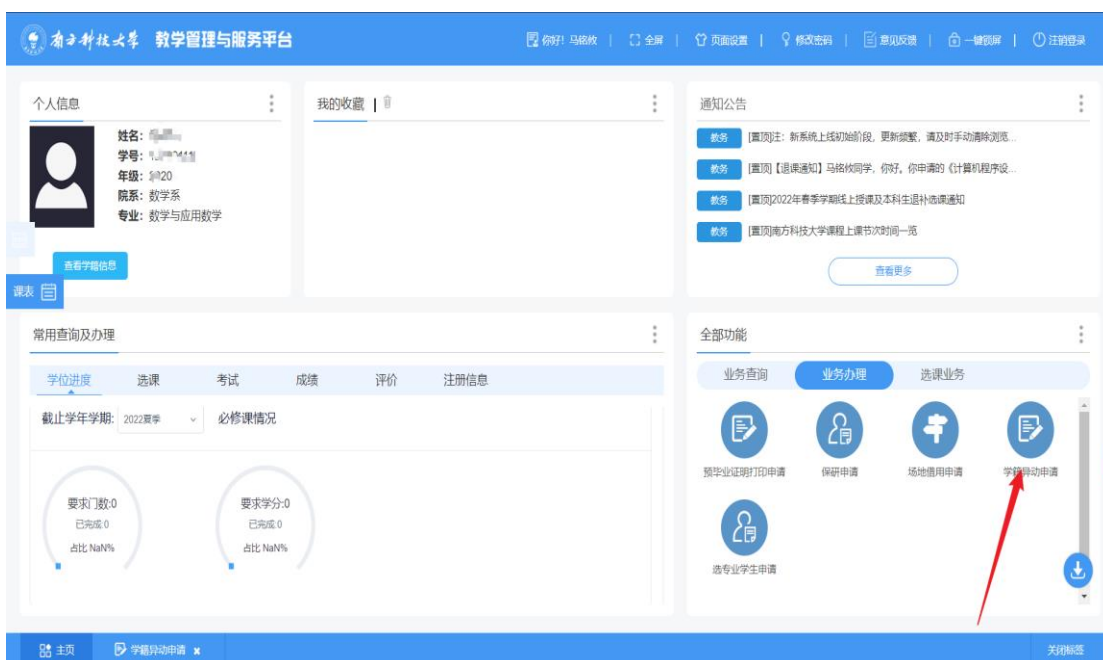 南方科技大学 教学管理与服务平台
你好! 马铭攸 | 全屏 | 页面设置 | 修改密码 | 意见反馈 | 一键锁屏 | 注销登录
个人信息
姓名:
学号:
年级: 20
院系: 数学系
专业: 数学与应用数学
查看学籍信息
课表
我的收藏 |
通知公告
教务 [置顶]注: 新系统上线初始阶段, 更新频繁, 请及时手动清除浏览...
教务 [置顶]【退课通知】马铭攸同学, 你好, 你申请的《计算机程序设...
教务 [置顶]2022年春季学期线上授课及本科生退补选课通知
教务 [置顶]南方科技大学课程上课节次时间一览
查看更多
常用查询及办理
学位进度 选课 考试 成绩 评价 注册信息
截止学年学期: 2022夏季 必修课情况
要求门数:0
已完成:0
占比 NaN%
要求学分:0
已完成:0
占比 NaN%
全部功能
业务查询 业务办理 选课业务
预毕业证明打印申请 保研申请 场地借用申请 学籍异动申请
选专业学生申请
主页 学籍异动申请 x 关闭标签